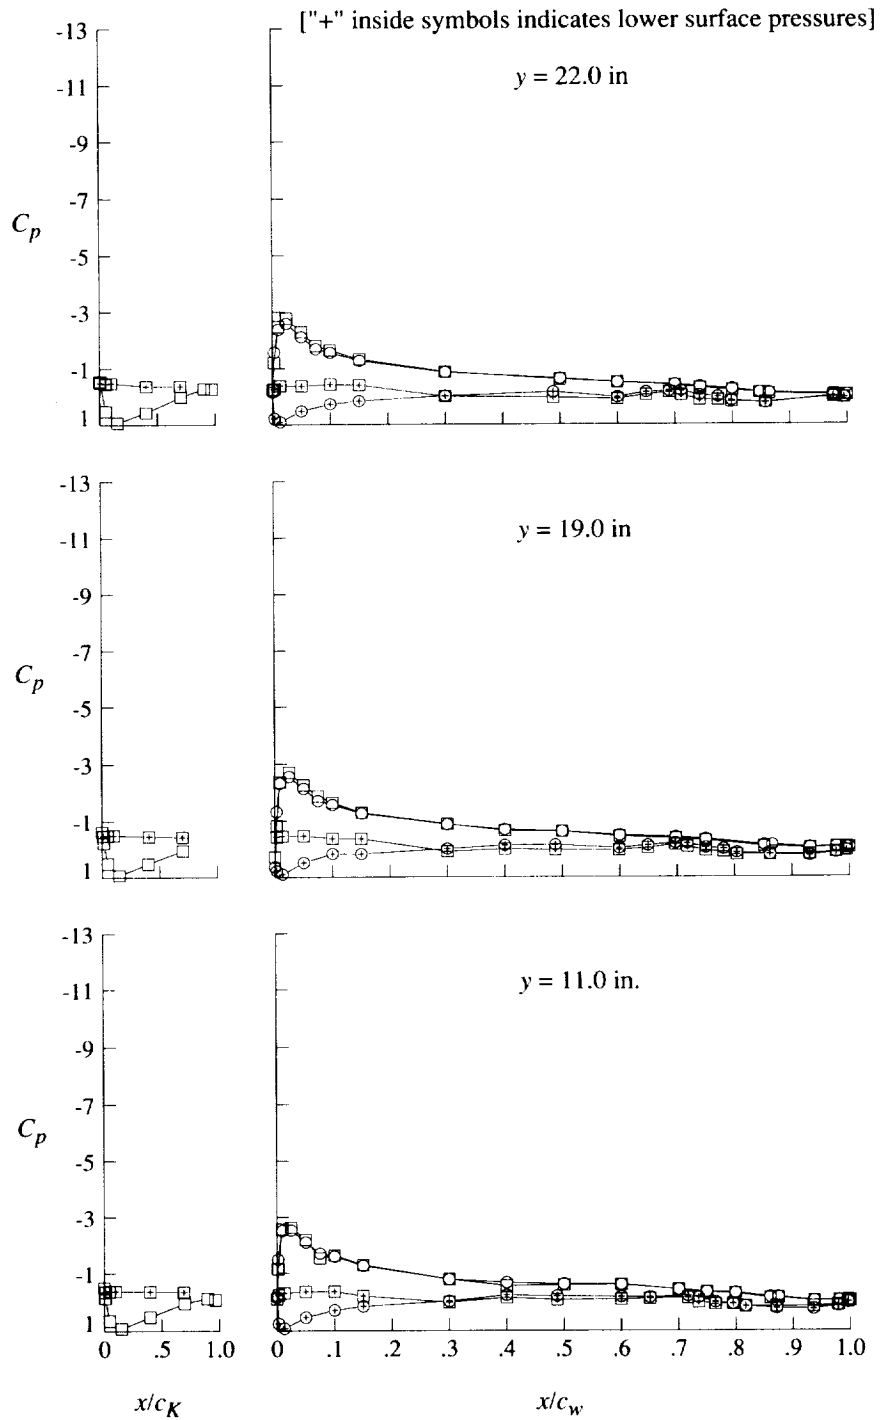 ["+" inside symbols indicates lower surface pressures]
y = 22.0 in
-13
-11
-9
-7
-5
-3
-1
1
C_p
y = 19.0 in
-13
-11
-9
-7
-5
-3
-1
1
C_p
y = 11.0 in.
-13
-11
-9
-7
-5
-3
-1
1
C_p
0 1.0 0 .1 .2 .3 .4 .5 .6 .7 .8 .9 1.0
x/c_K x/c_w